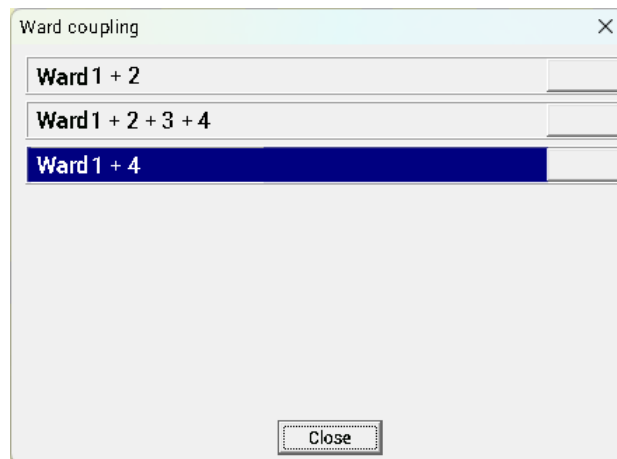 Ward coupling
Ward 1 + 2
Ward 1 + 2 + 3 + 4
Ward 1 + 4
Close